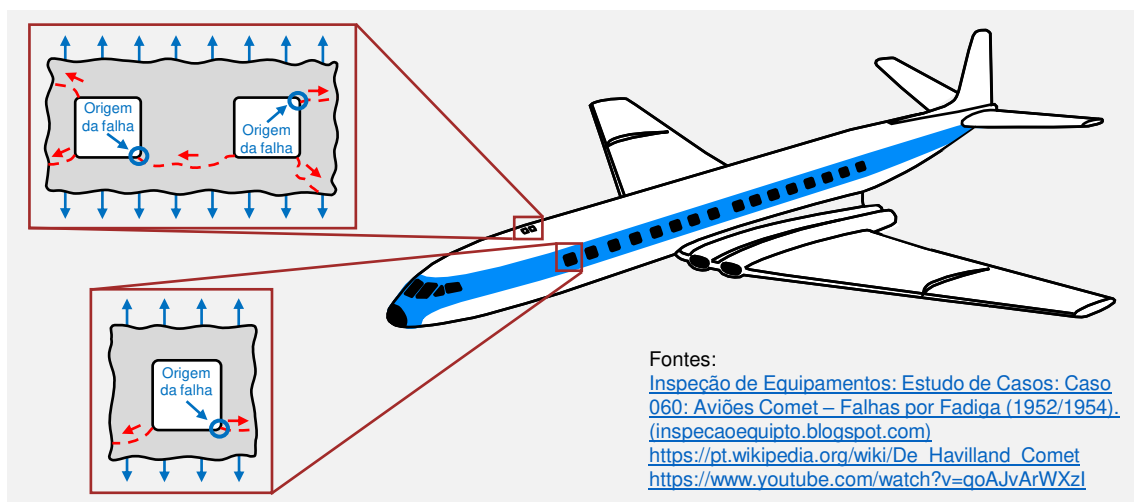 Origem
da falha
Origem
da falha
Origem
da falha
Fontes:
Inspeção de Equipamentos: Estudo de Casos: Caso
060: Aviões Comet – Falhas por Fadiga (1952/1954).
(inspecaoequipto.blogspot.com)
https://pt.wikipedia.org/wiki/De_Havilland_Comet
https://www.youtube.com/watch?v=qoAJvArWXzI